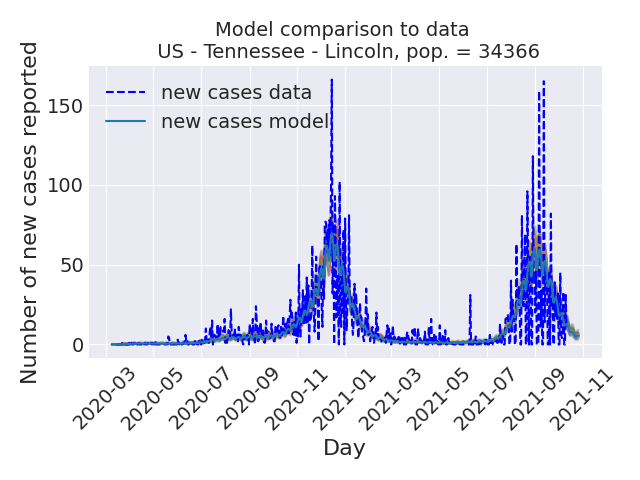 Model comparison to data
US - Tennessee - Lincoln, pop. = 34366
Number of new cases reported
150
100
50
0
new cases data
new cases model
2020-03
2020-05
2020-07
2020-09
2020-11
2021-01
2021-03
2021-05
2021-07
2021-09
2021-11
Day